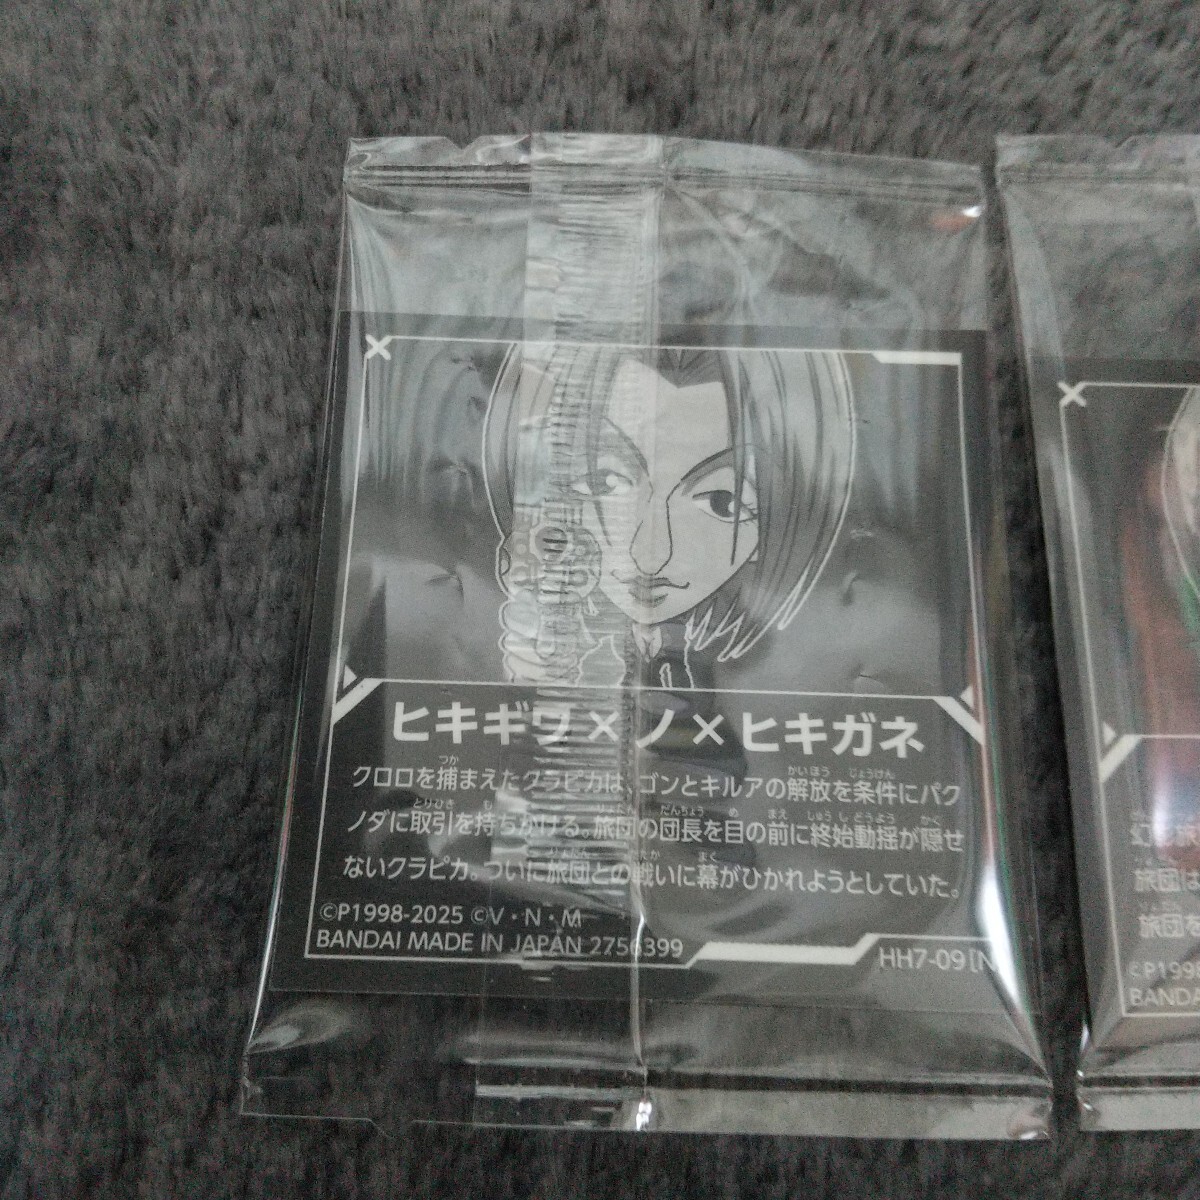 ヒキギワ×ノ×ヒキガネ
クロロを捕まえたクラピカは、ゴンとキルアの解放を条件にパク
ノダに取引を持ちかける。旅団の団長を目の前に終始動揺が隠せ
ないクラピカ。ついに旅団との戦いに幕がひかれようとしていた。
©P1998-2025 ©V・N・M
BANDAI MADE IN JAPAN 2756399
HH7-09[N
旅団は
旅団を
©P1998
BANDA